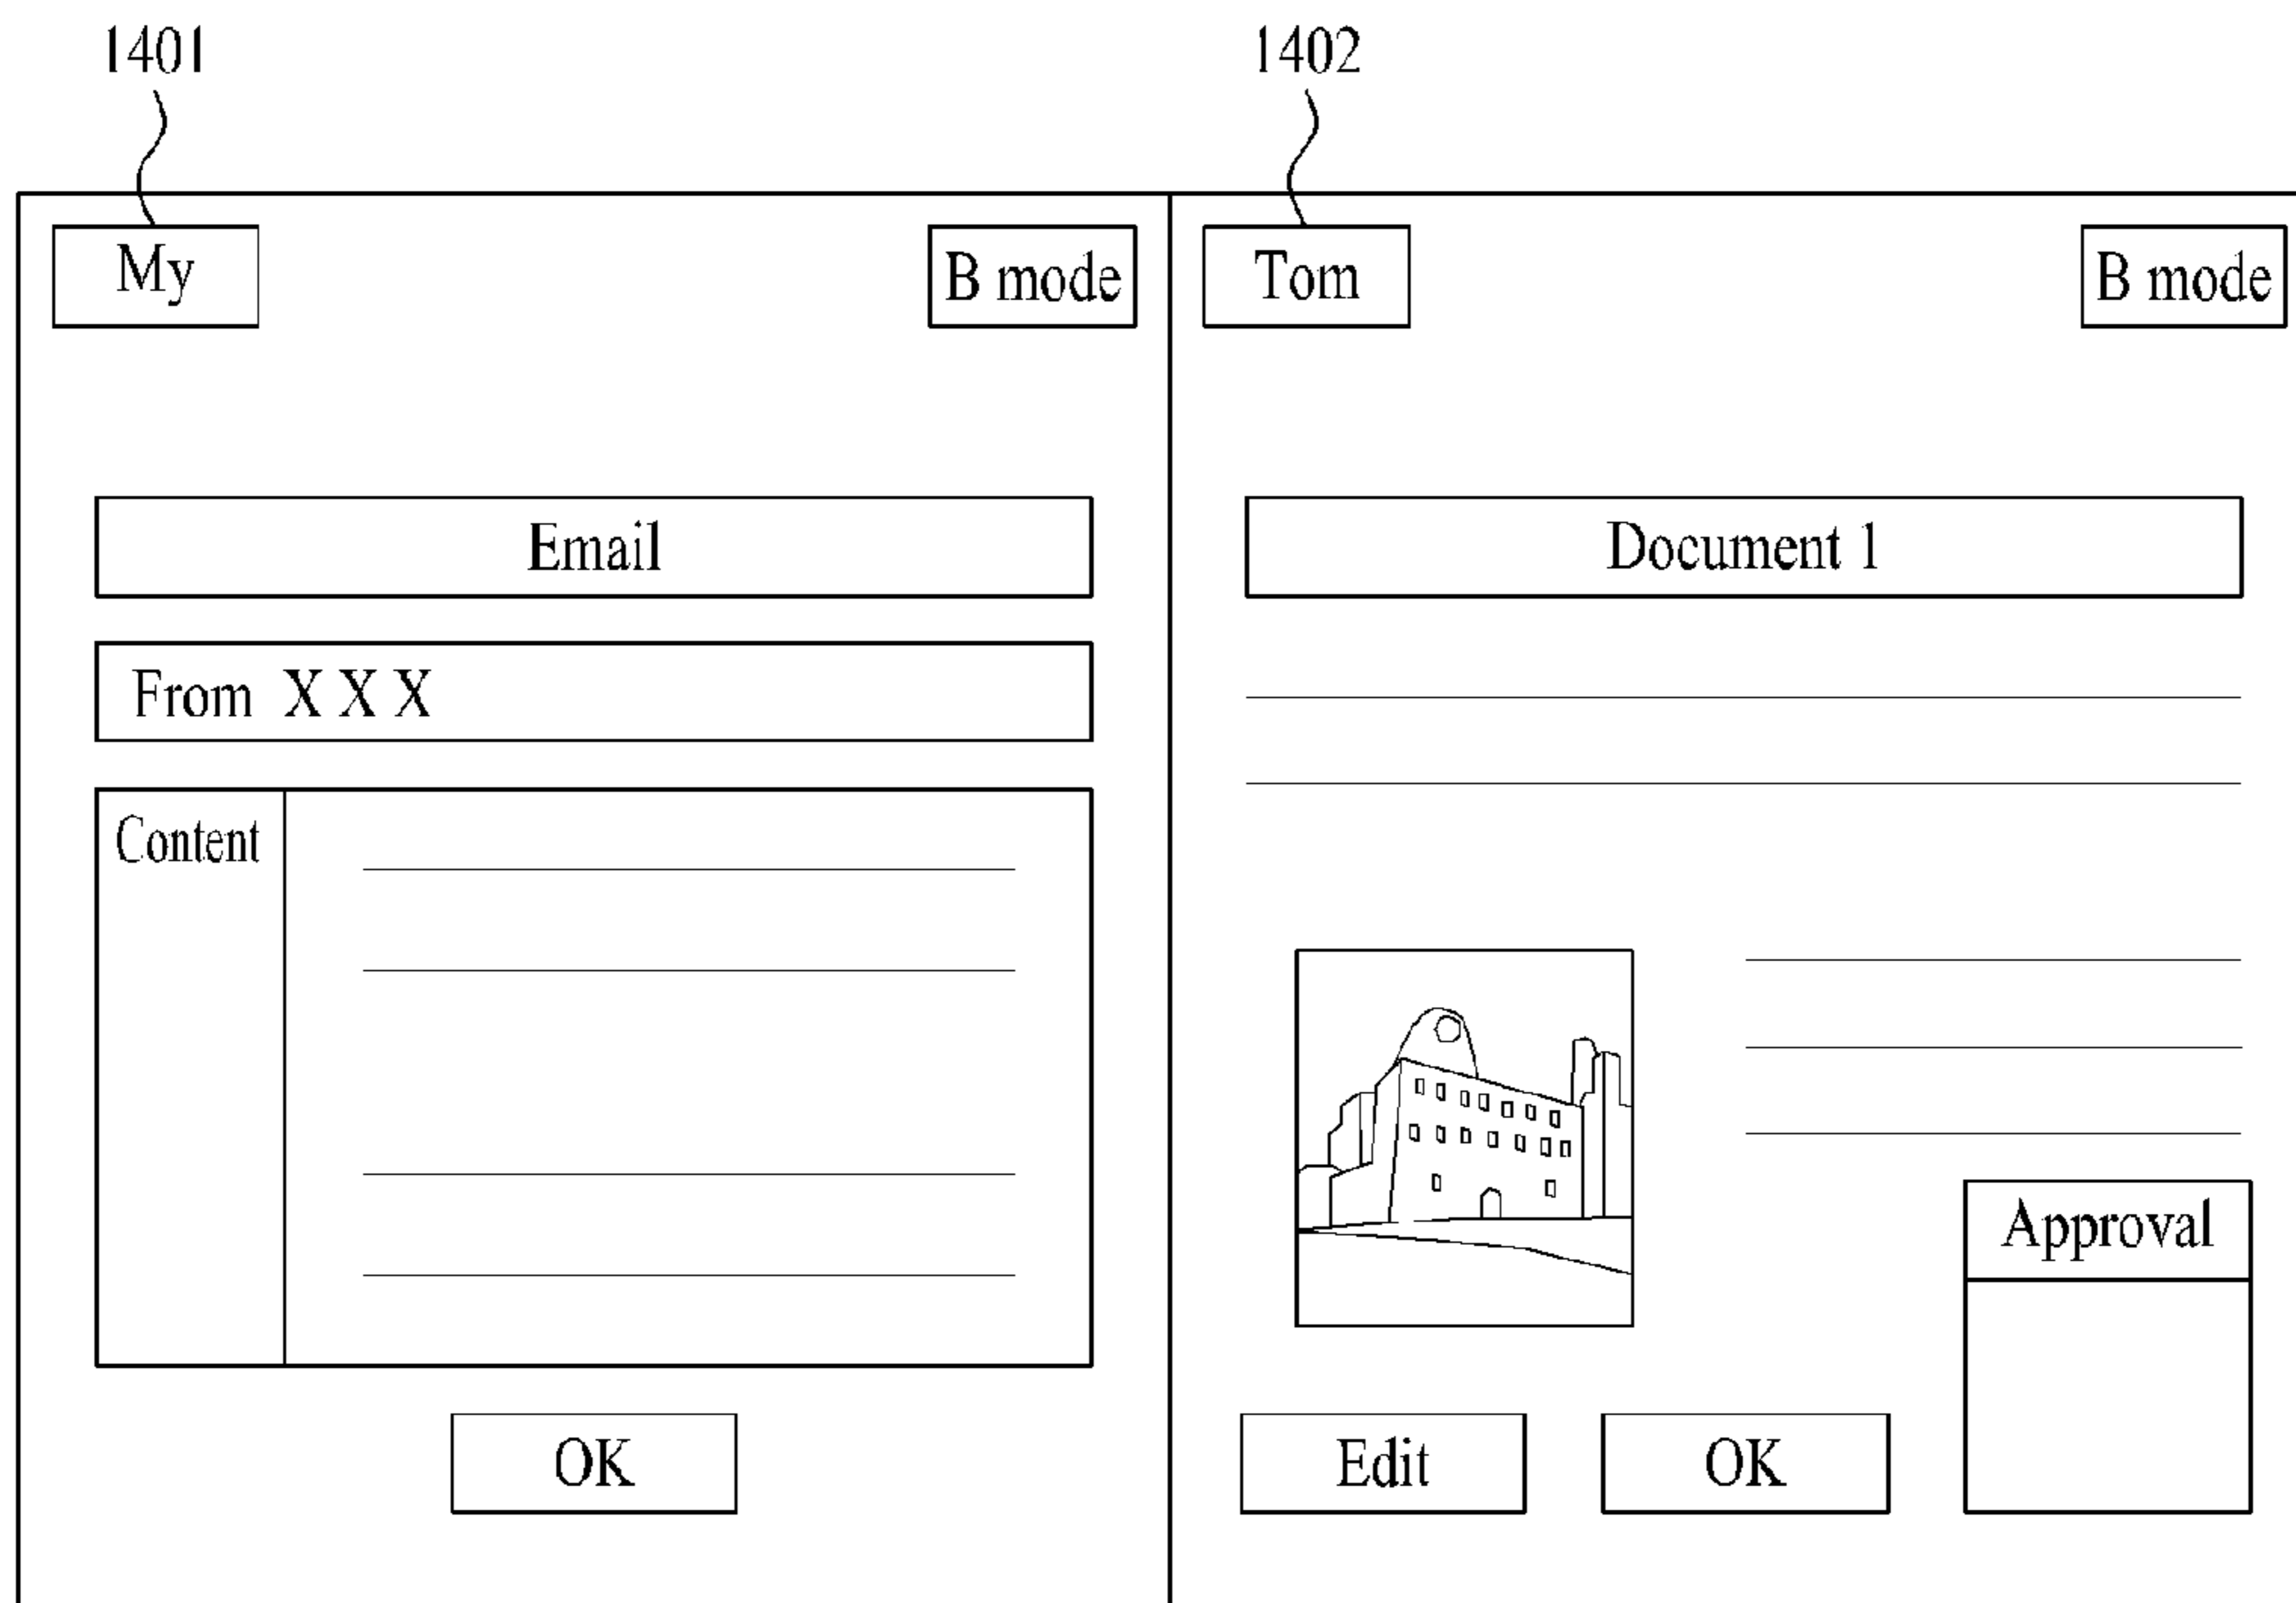 1401
1402
My
B mode
Tom
B mode
Email
From X X X
Content
OK
Document 1
Approval
Edit
OK